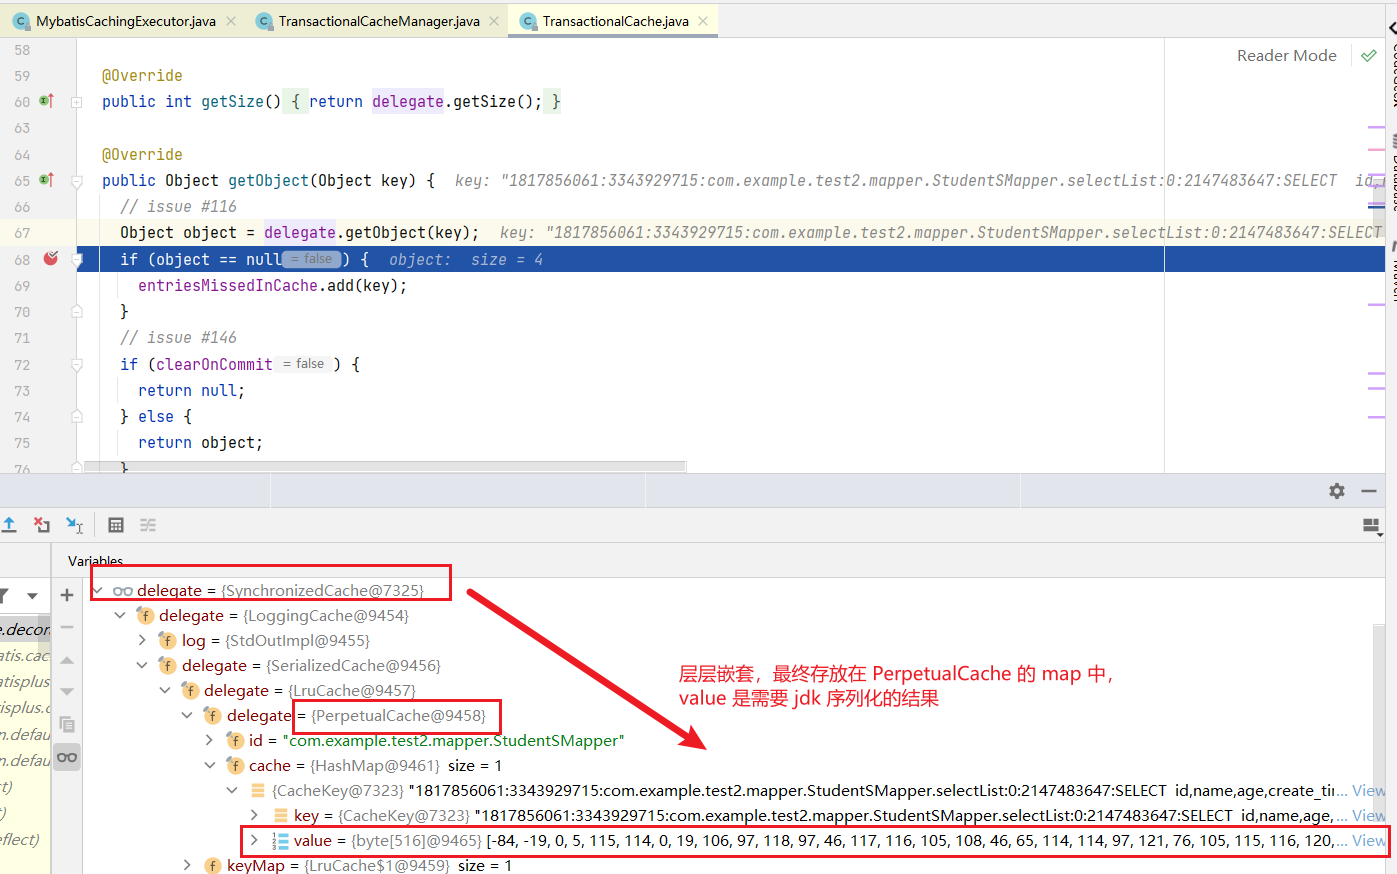 MybatisCachingExecutor.java TransactionalCacheManager.java TransactionalCache.java
Reader Mode
58
59 @Override
60 public int getSize() { return delegate.getSize(); }
63
64 @Override
65 public Object getObject(Object key) { key: "1817856061:3343929715:com.example.test2.mapper.StudentSMapper.selectList:0:2147483647:SELECT id,
66 // issue #116
67 Object object = delegate.getObject(key); key: "1817856061:3343929715:com.example.test2.mapper.StudentSMapper.selectList:0:2147483647:SELECT
68 if (object == null = false ) { object: size = 4
69 entriesMissedInCache.add(key);
70 }
71 // issue #146
72 if (clearOnCommit = false ) {
73 return null;
74 } else {
75 return object;
76 }
Variables
delegate = {SynchronizedCache@7325}
delegate = {LoggingCache@9454}
log = {StdOutImpl@9455}
delegate = {SerializedCache@9456}
delegate = {LruCache@9457}
delegate = {PerpetualCache@9458}
id = "com.example.test2.mapper.StudentSMapper"
cache = {HashMap@9461} size = 1
{CacheKey@7323} "1817856061:3343929715:com.example.test2.mapper.StudentSMapper.selectList:0:2147483647:SELECT id,name,age,create_tir... View
key = {CacheKey@7323} "1817856061:3343929715:com.example.test2.mapper.StudentSMapper.selectList:0:2147483647:SELECT id,name,age,... View
value = {byte[516]@9465} [-84, -19, 0, 5, 115, 114, 0, 19, 106, 97, 118, 97, 46, 117, 116, 105, 108, 46, 65, 114, 114, 97, 121, 76, 105, 115, 116, 120,... View
keyMap = {LruCache$1@9459} size = 1
层层嵌套，最终存放在 PerpetualCache 的 map 中，
value 是需要 jdk 序列化的结果
e.decor
atis.cac
atisplus
tisplus.c
n.defau
n.defau
t)
)
flect)
Database